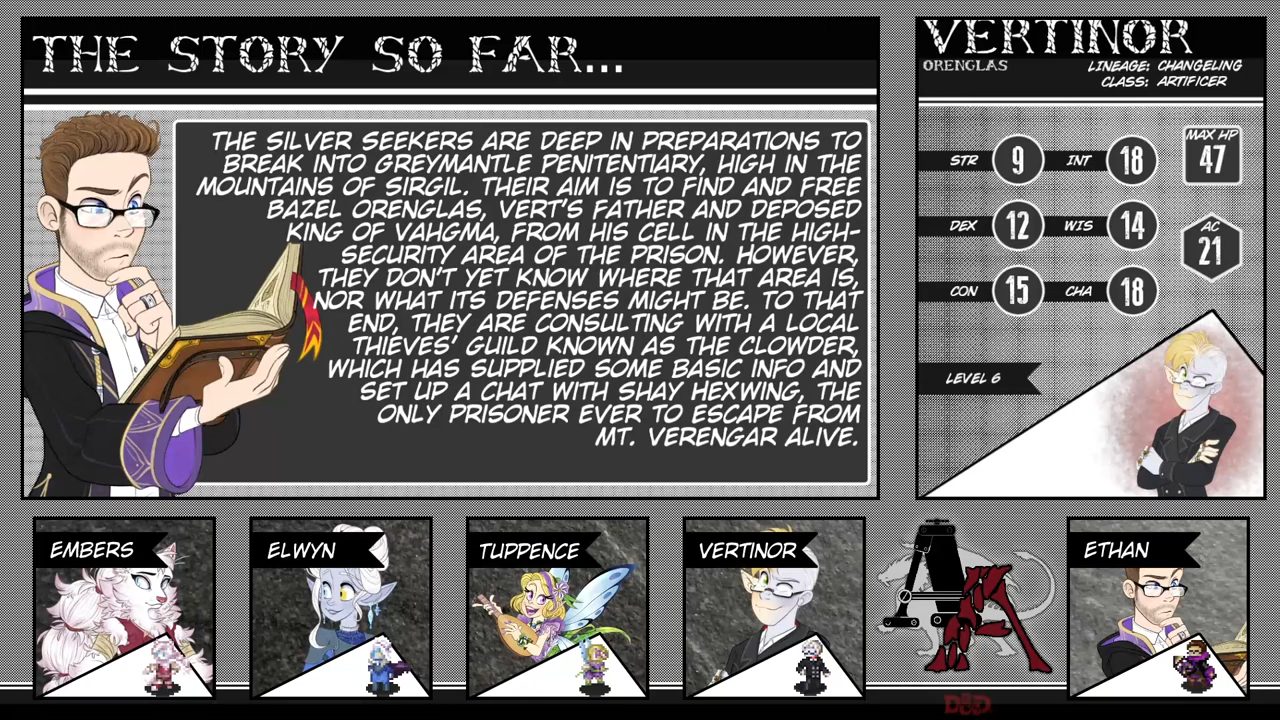 THE STORY SO FAR...
THE SILVER SEEKERS ARE DEEP IN PREPARATIONS TO
BREAK INTO GREYMANTLE PENITENTIARY, HIGH IN THE
MOUNTAINS OF SIRGIL. THEIR AIM IS TO FIND AND FREE
BAZEL ORENGLAS, VERT'S FATHER AND DEPOSED
KING OF VAHGMA, FROM HIS CELL IN THE HIGH-
SECURITY AREA OF THE PRISON. HOWEVER,
THEY DON'T YET KNOW WHERE THAT AREA IS,
NOR WHAT ITS DEFENSES MIGHT BE. TO THAT
END, THEY ARE CONSULTING WITH A LOCAL
THIEVES' GUILD KNOWN AS THE CLOWDER,
WHICH HAS SUPPLIED SOME BASIC INFO AND
SET UP A CHAT WITH SHAY HEXWING, THE
ONLY PRISONER EVER TO ESCAPE FROM
MT. VERENGAR ALIVE.
VERTINOR
ORENGLAS
LINEAGE: CHANGELING
CLASS: ARTIFICER
STR 9 INT 18
MAX HP
47
DEX 12 WIS 14
AC
21
CON 15 CHA 18
LEVEL 6
EMBERS
ELWYN
TUPPENCE
VERTINOR
AR
ETHAN
D&D